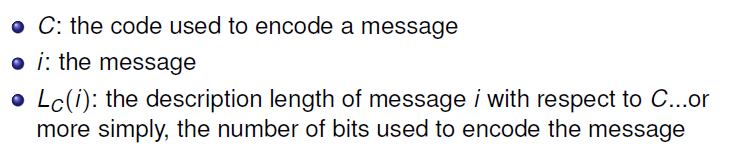 C: the code used to encode a message
i: the message
L_C(i): the description length of message i with respect to C...or
more simply, the number of bits used to encode the message